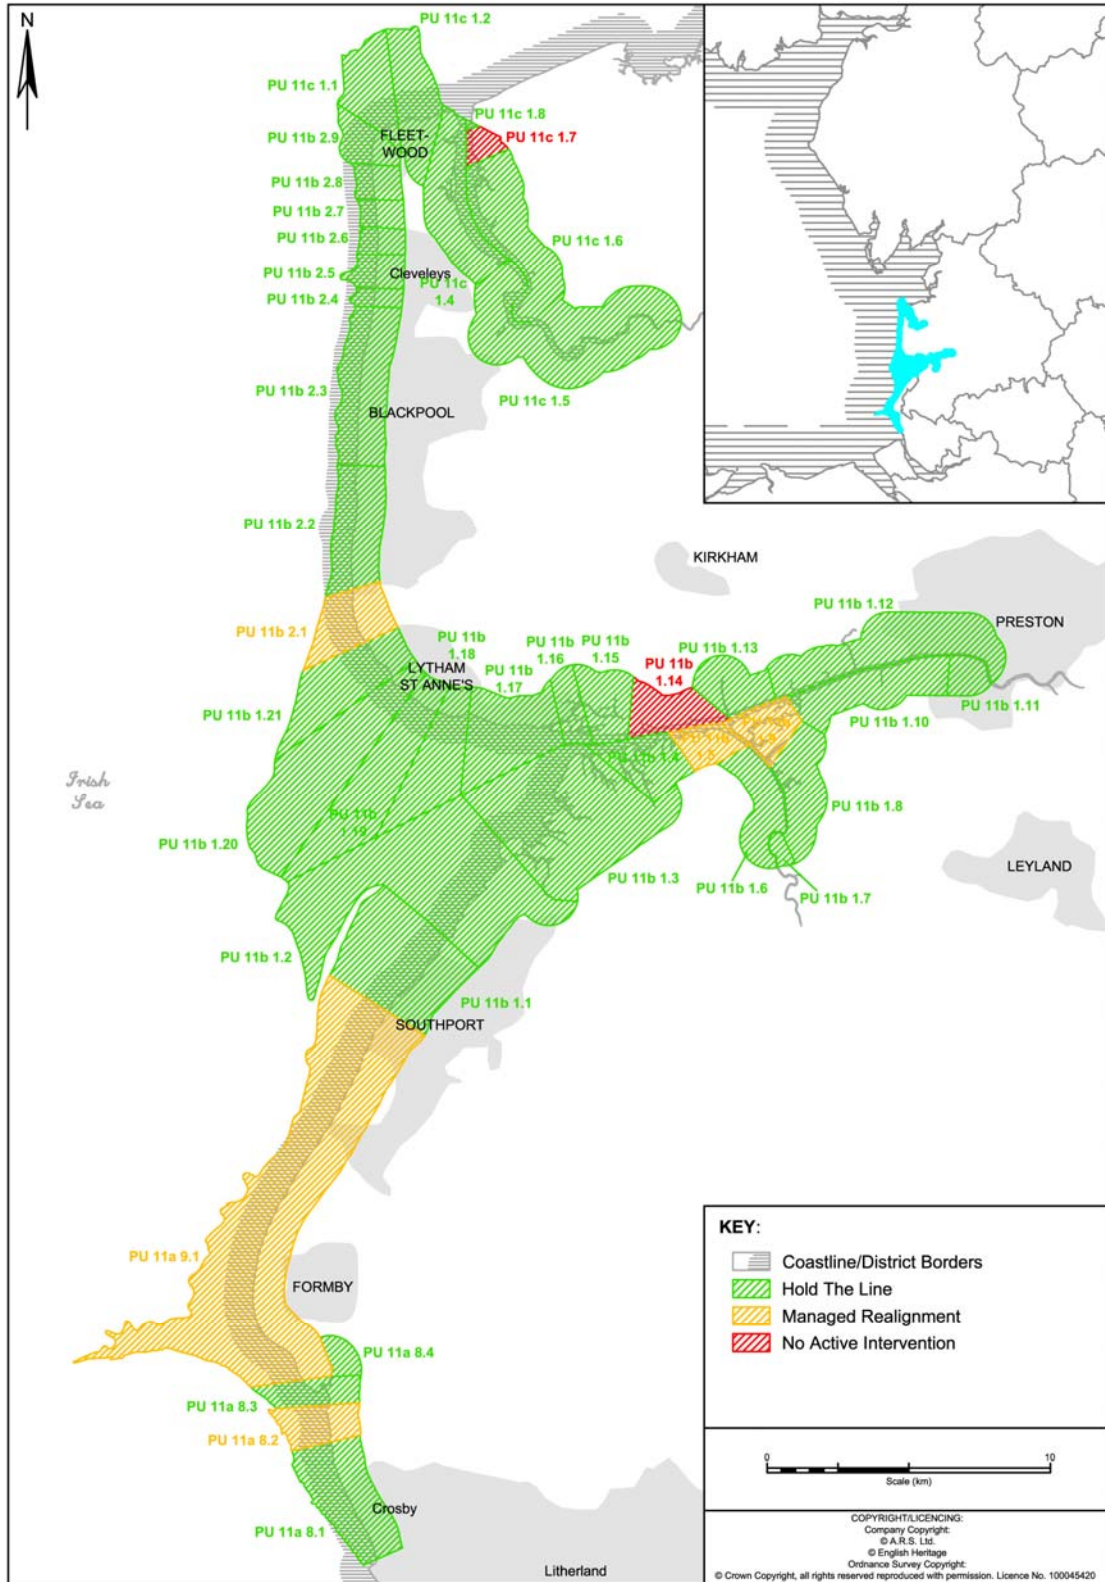 N
PU 11c 1.2
PU 11c 1.1
PU 11c 1.8
PU 11c 1.7
PU 11b 2.9
FLEET-
WOOD
PU 11b 2.8
PU 11b 2.7
PU 11b 2.6
PU 11c 1.6
PU 11b 2.5
Cleveleys
PU 11c
1.4
PU 11b 2.4
PU 11b 2.3
PU 11c 1.5
BLACKPOOL
PU 11b 2.2
KIRKHAM
PU 11b 1.12
PRESTON
PU 11b 2.1
PU 11b
1.18
PU 11b
1.17
PU 11b
1.16
PU 11b
1.15
PU 11b
1.14
PU 11b 1.13
LYTHAM
ST ANNE'S
PU 11b 1.21
PU 11b 1.11
PU 11b 1.10
PU 11b 1.4
1.5
Irish
Sea
PU 11b 1.8
PU 11b
1.19
PU 11b 1.20
LEYLAND
PU 11b 1.3
PU 11b 1.6
PU 11b 1.7
PU 11b 1.2
PU 11b 1.1
SOUTHPORT
PU 11a 9.1
FORMBY
PU 11a 8.4
PU 11a 8.3
PU 11a 8.2
Crosby
PU 11a 8.1
Litherland
KEY:
Coastline/District Borders
Hold The Line
Managed Realignment
No Active Intervention
0 10
Scale (km)
COPYRIGHT/LICENCING:
Company Copyright:
© A.R.S. Ltd.
© English Heritage
Ordnance Survey Copyright:
© Crown Copyright, all rights reserved reproduced with permission. Licence No. 100045420